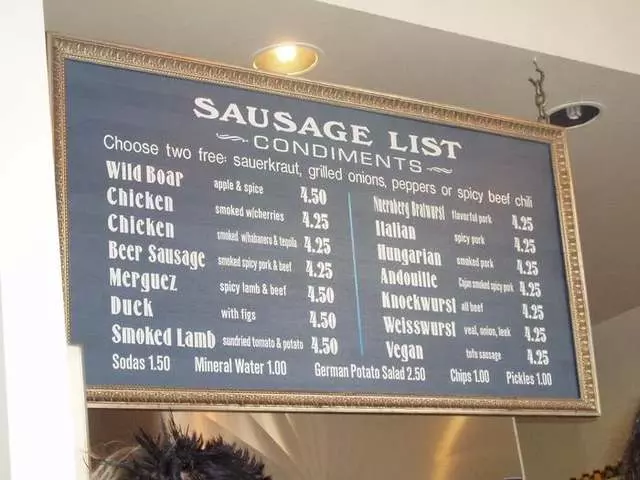 SAUSAGE LIST
CONDIMENTS
Choose two free: sauerkraut, grilled onions, peppers or spicy beef chili
Wild Boar apple & spice 4.50
Chicken smoked w/cherries 4.25
Chicken smoked w/habanero & tequila 4.25
Beer Sausage smoked spicy pork & beef 4.25
Merguez spicy lamb & beef 4.50
Duck with figs 4.50
Smoked Lamb sundried tomato & potato 4.50
Nuernberg Bratwurst flavorful pork 4.25
Italian spicy pork 4.25
Hungarian smoked pork 4.25
Andouille Cajun smoked spicy pork 4.25
Knockwurst all beef 4.25
Weisswurst veal, onion, leek 4.25
Vegan tofu sausage 4.25
Sodas 1.50 Mineral Water 1.00 German Potato Salad 2.50 Chips 1.00 Pickles 1.00